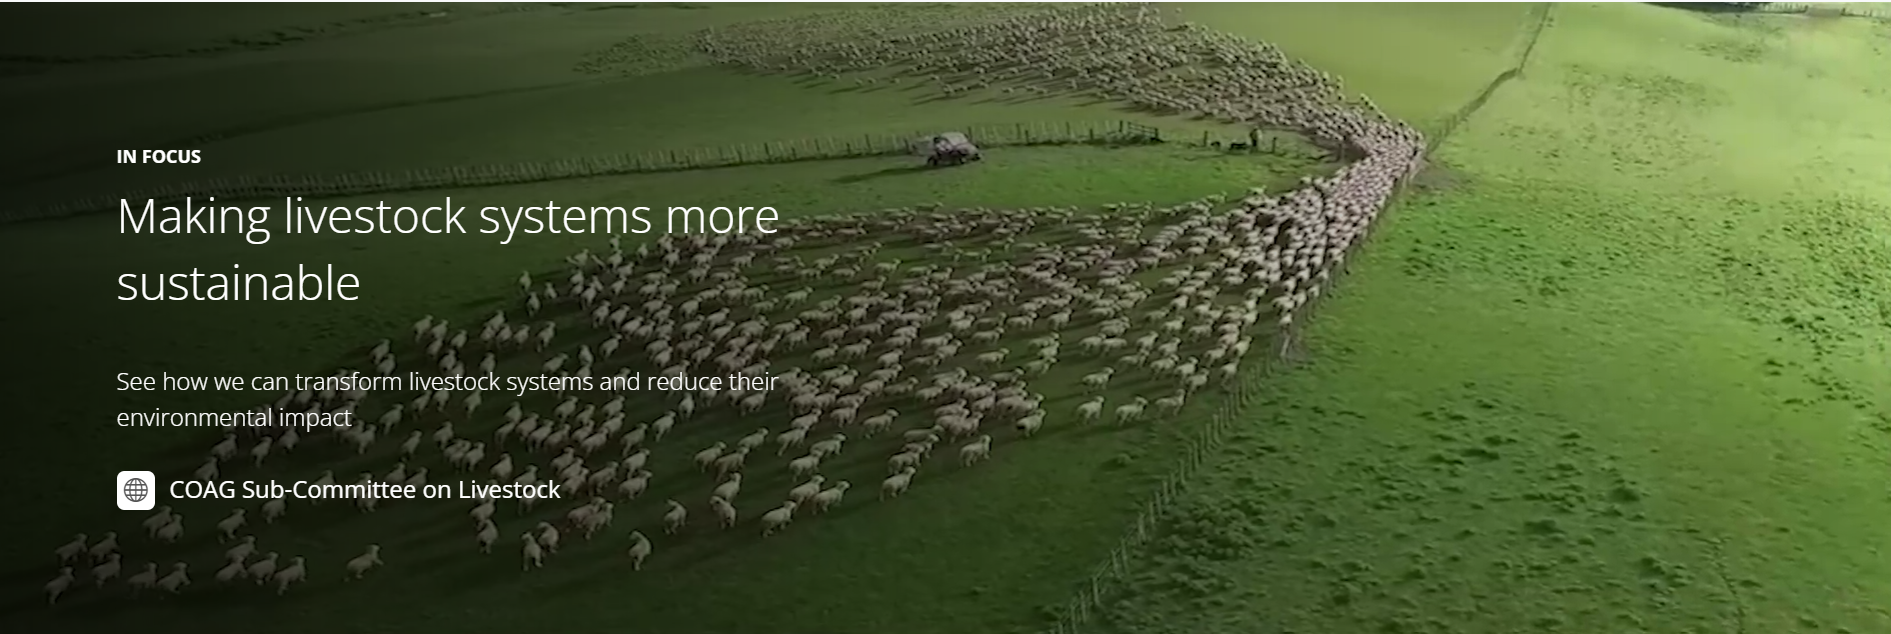 IN FOCUS
Making livestock systems more
sustainable
See how we can transform livestock systems and reduce their
environmental impact
COAG Sub-Committee on Livestock